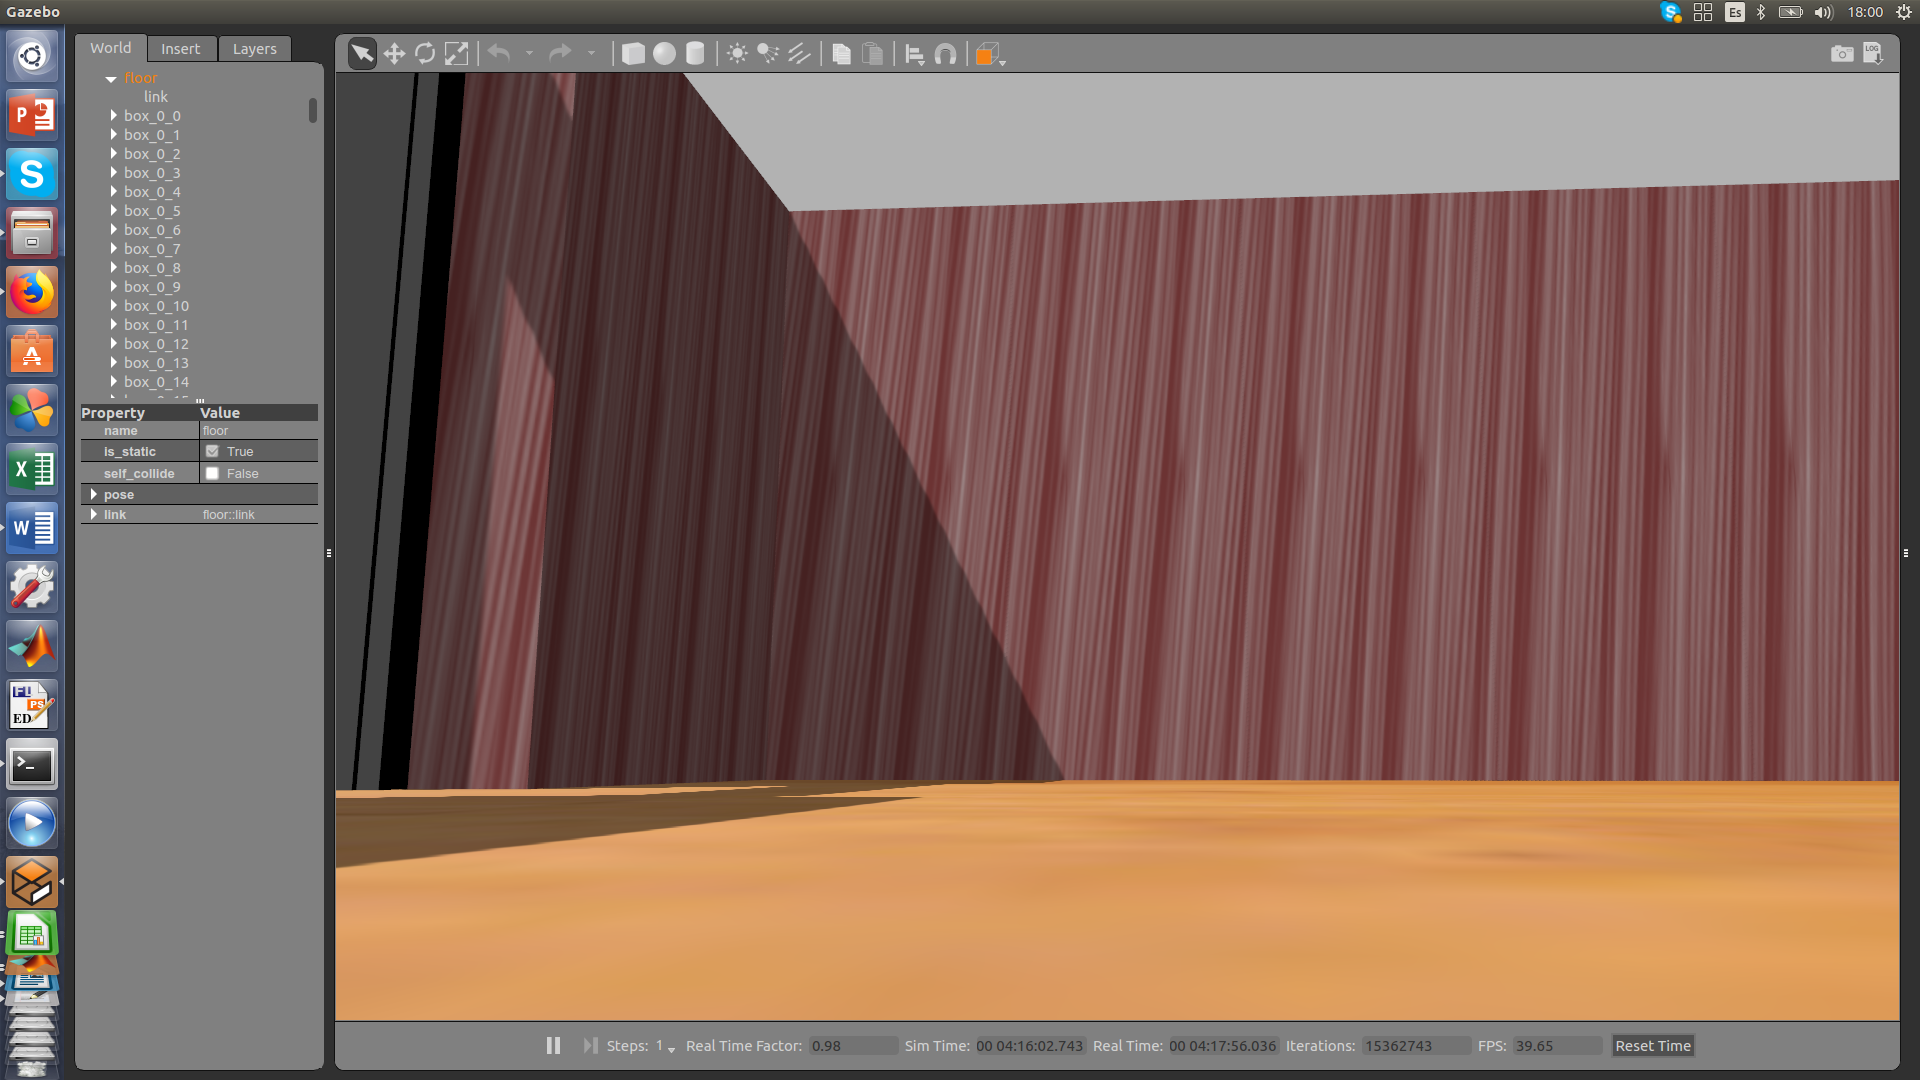 Gazebo
Es
18:00
World
Insert
Layers
LOG
floor
link
box_0_0
box_0_1
box_0_2
box_0_3
box_0_4
box_0_5
box_0_6
box_0_7
box_0_8
box_0_9
box_0_10
box_0_11
box_0_12
box_0_13
box_0_14
Property Value
name floor
is_static True
self_collide False
pose
link floor::link
Steps: 1 Real Time Factor: 0.98 Sim Time: 00 04:16:02.743 Real Time: 00 04:17:56.036 Iterations: 15362743 FPS: 39.65 Reset Time